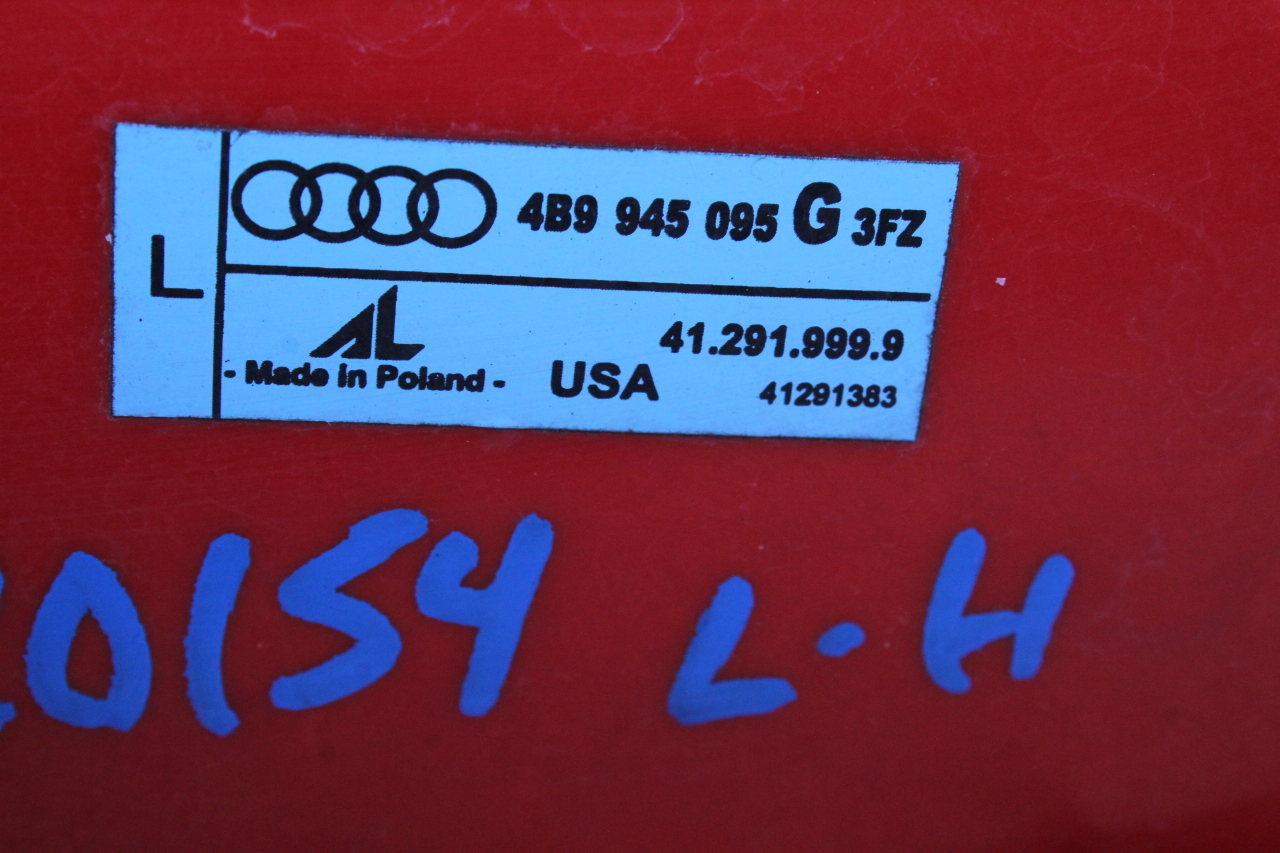 L
4B9 945 095 G 3FZ
AL
41.291.999.9
- Made in Poland - USA 41291383
0154 L.H